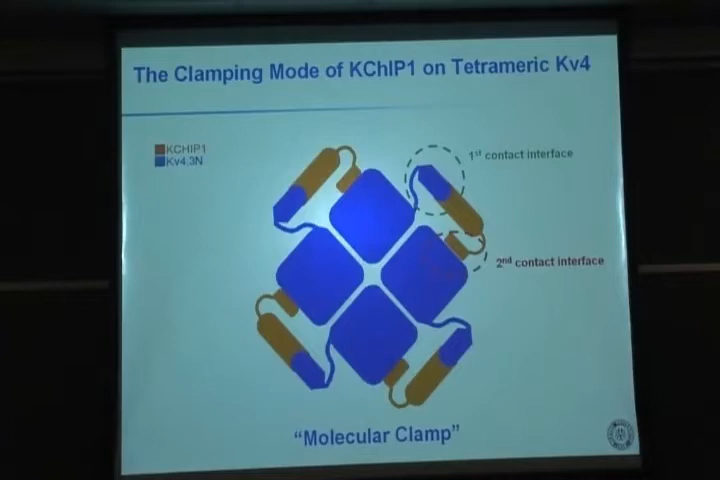 The Clamping Mode of KChIP1 on Tetrameric Kv4
KCHIP1
Kv4.3N
1st contact interface
2nd contact interface
“Molecular Clamp”